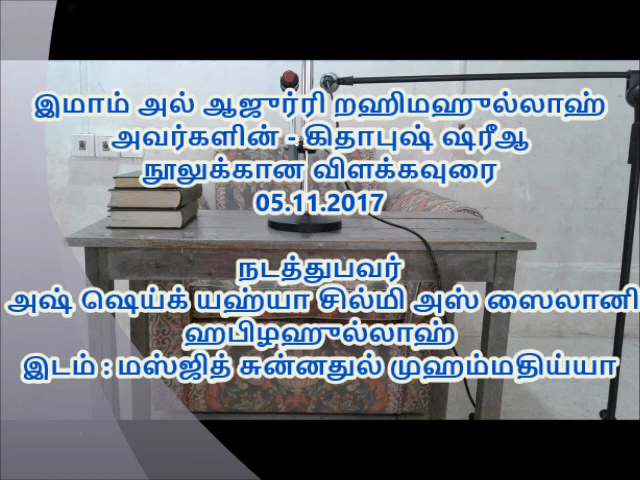 இமாம் அல் ஆஜுர்ரி றஹிமஹுல்லாஹ்
அவர்களின் - கிதாபுஷ் ஷரீஆ
நூலுக்கான விளக்கவுரை
05.11.2017
நடத்துபவர்
அஷ் ஷெய்க் யஹ்யா சில்மி அஸ் ஸைலானி
ஹபிழஹுல்லாஹ்
இடம் : மஸ்ஜித் சுன்னதுல் முஹம்மதிய்யா